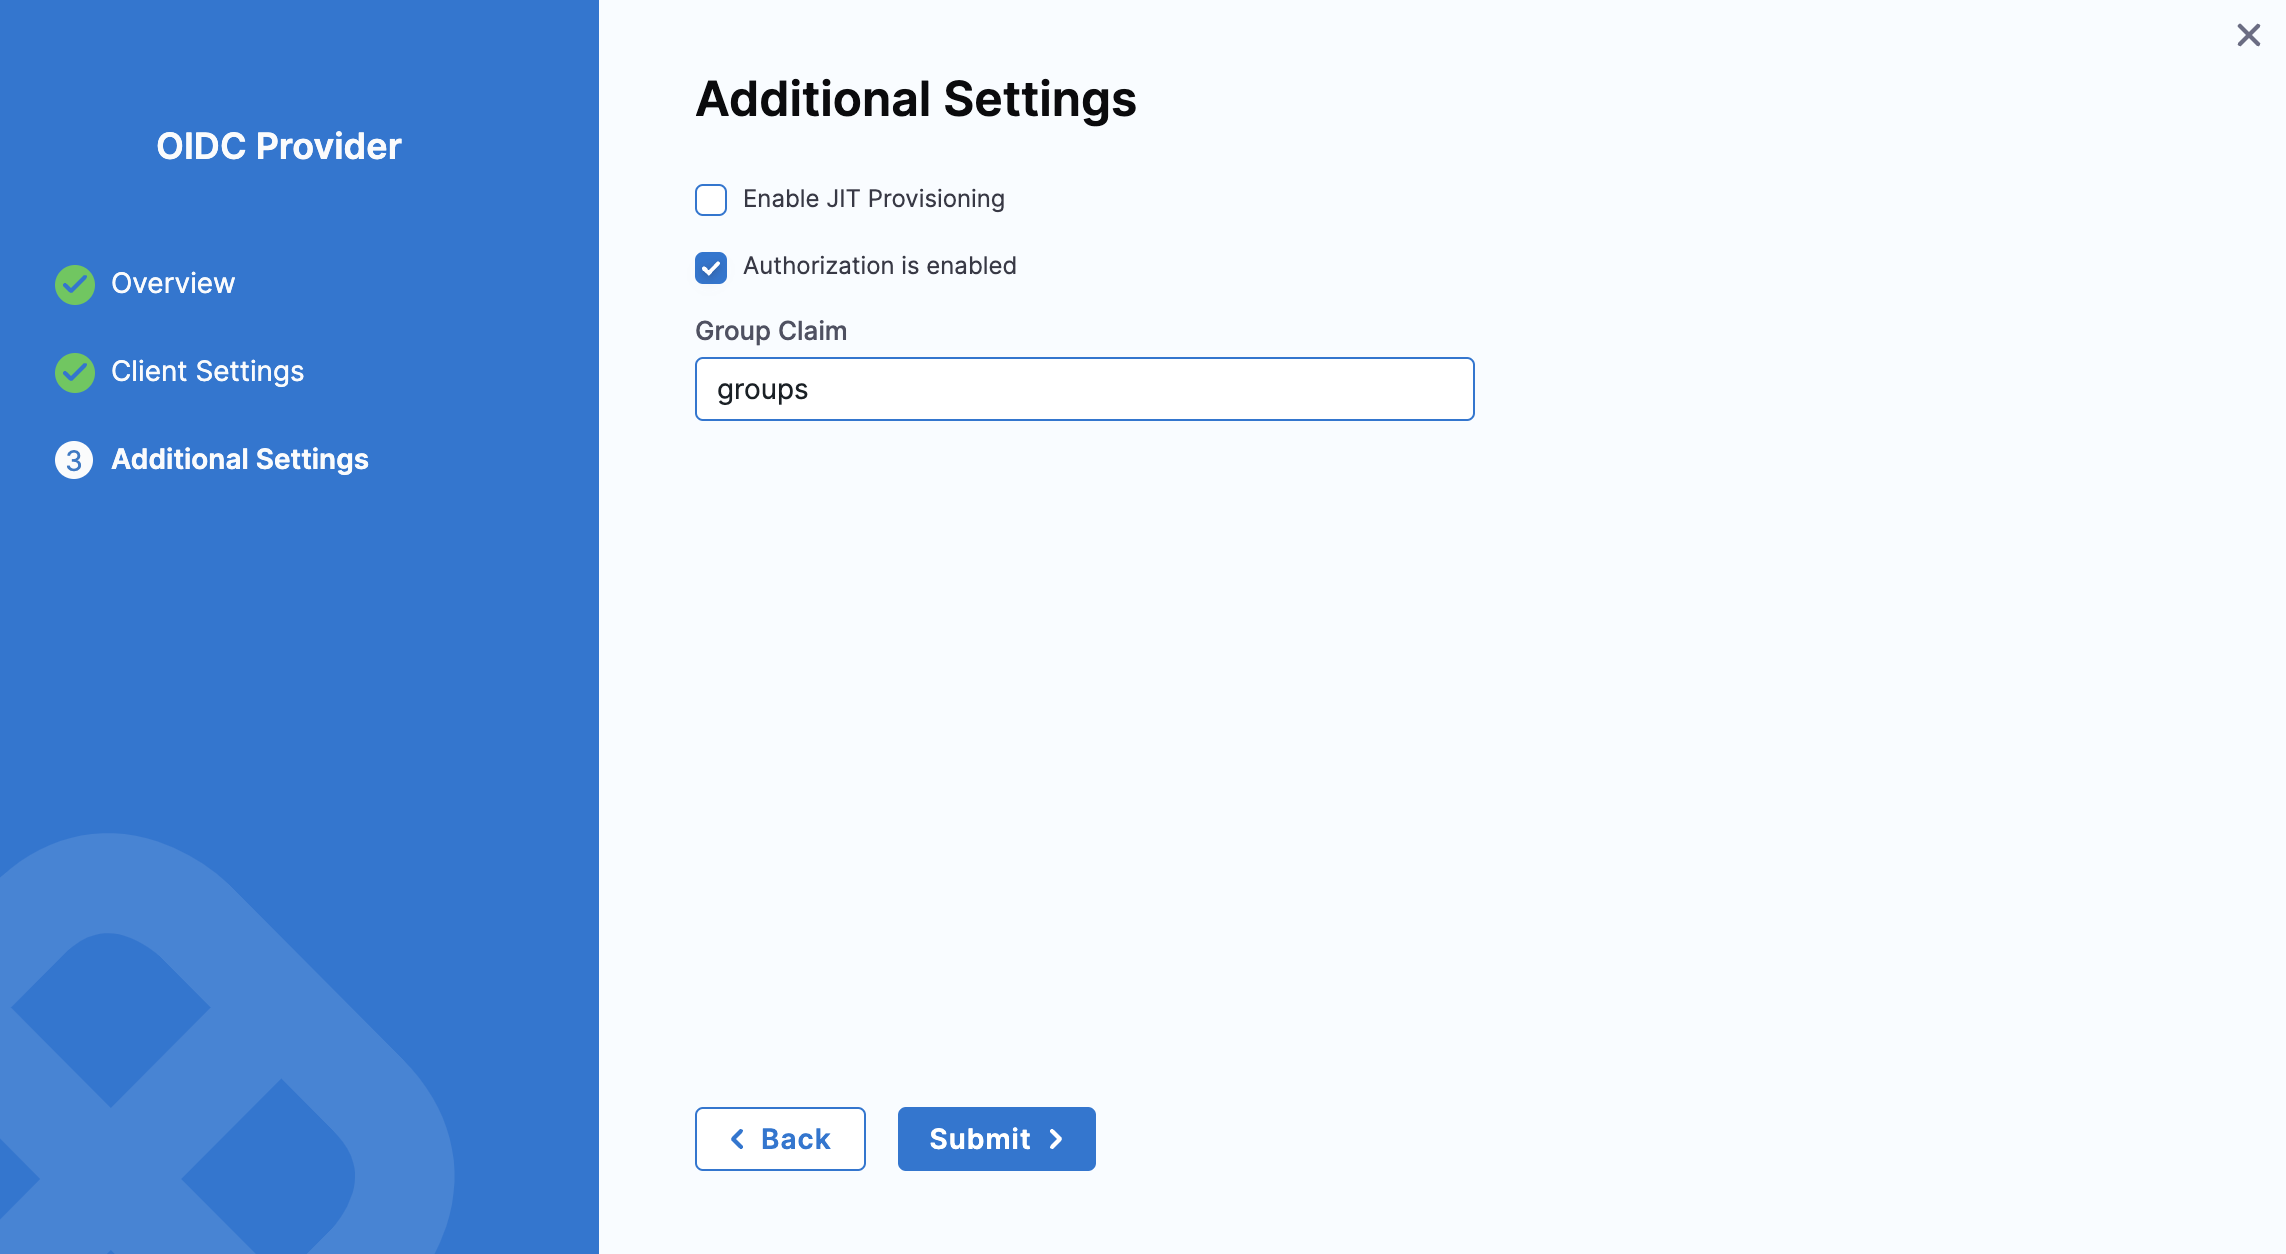 OIDC Provider
Overview
Client Settings
3 Additional Settings
Additional Settings
Enable JIT Provisioning
Authorization is enabled
Group Claim
groups
Back
Submit